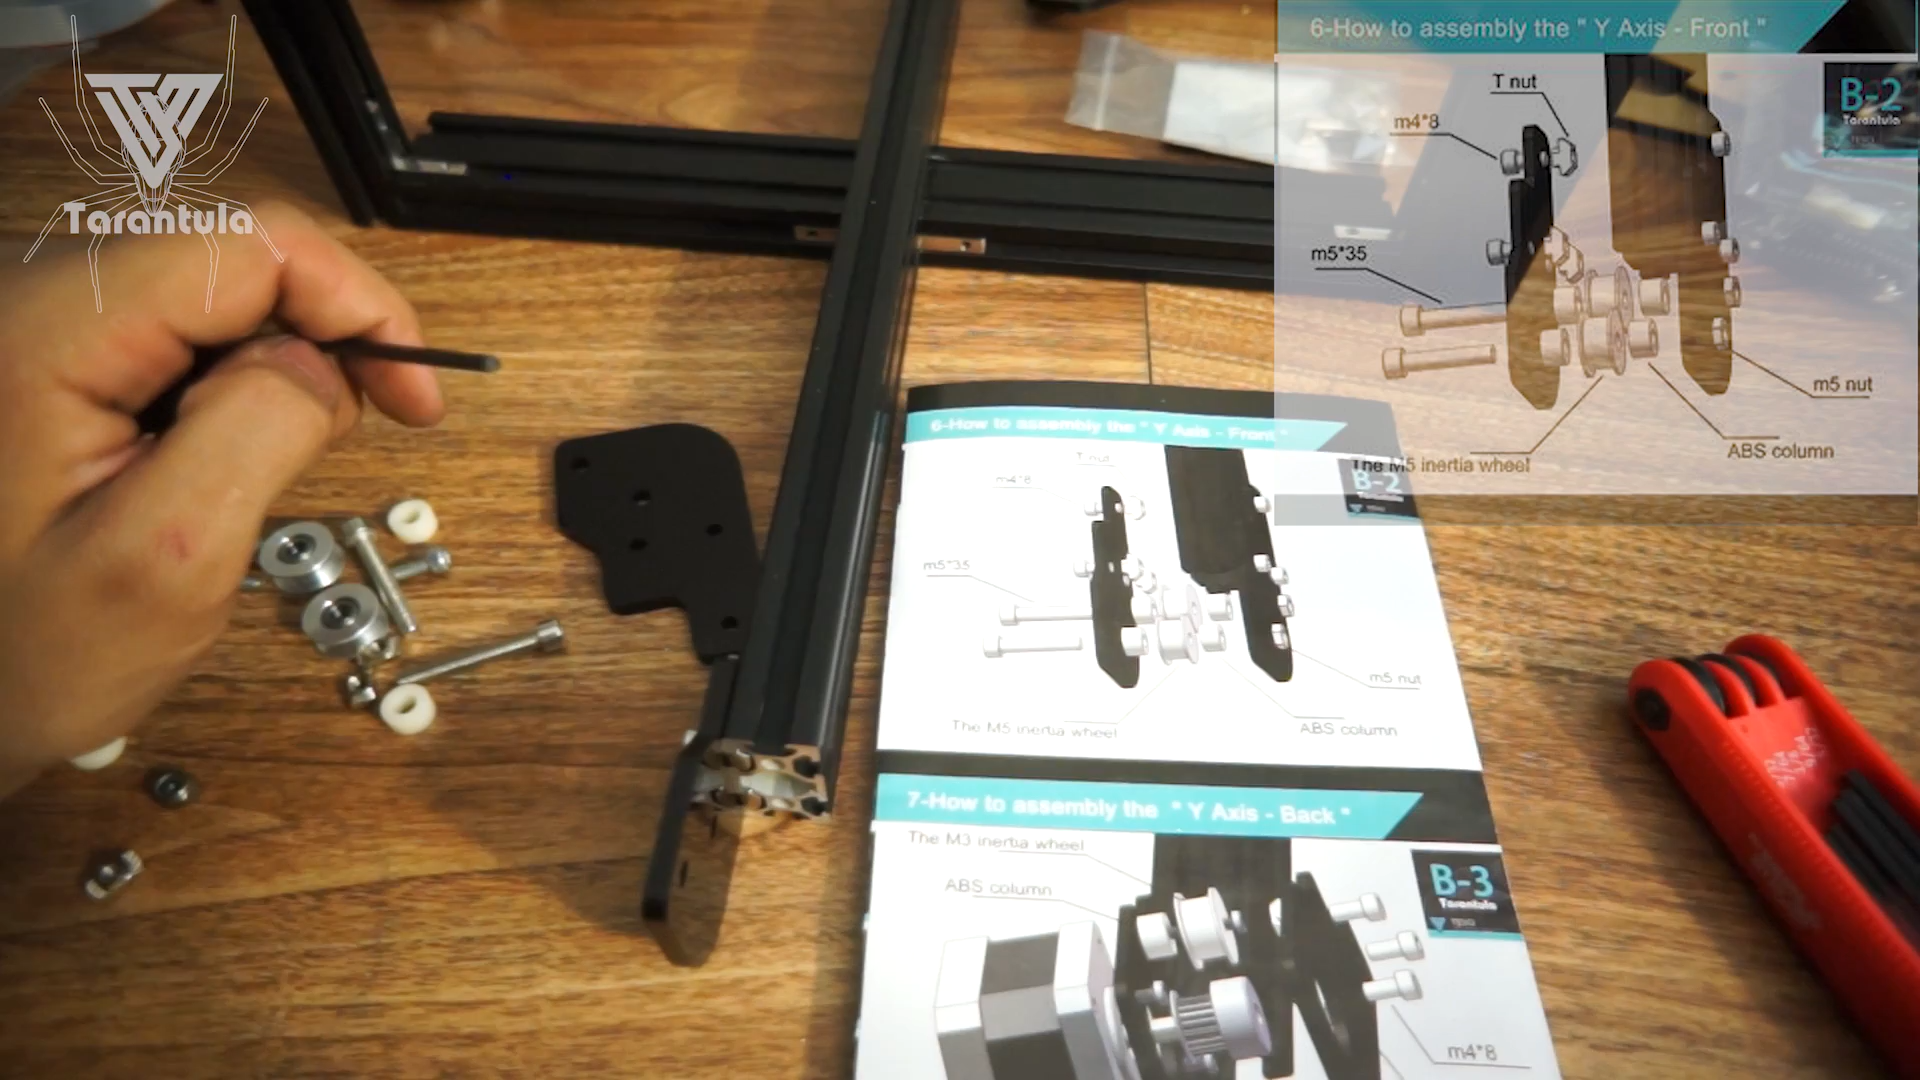 Tarantula
6-How to assembly the " Y Axis - Front "
B-2
Tarantula
T nut
m4*8
m5*35
m5 nut
ABS column
The M5 inertia wheel
6-How to assembly the " Y Axis - Front "
B-2
Tarantula
T nut
m4*8
m5*35
m5 nut
The M5 inertia wheel
ABS column
7-How to assembly the " Y Axis - Back "
The M3 inertia wheel
B-3
Tarantula
ABS column
m4*8